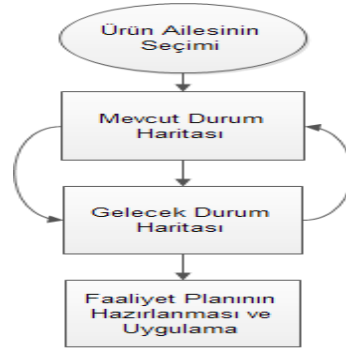 Ürün Ailesinin
Seçimi
Mevcut Durum
Haritası
Gelecek Durum
Haritası
Faaliyet Planının
Hazırlanması ve
Uygulama